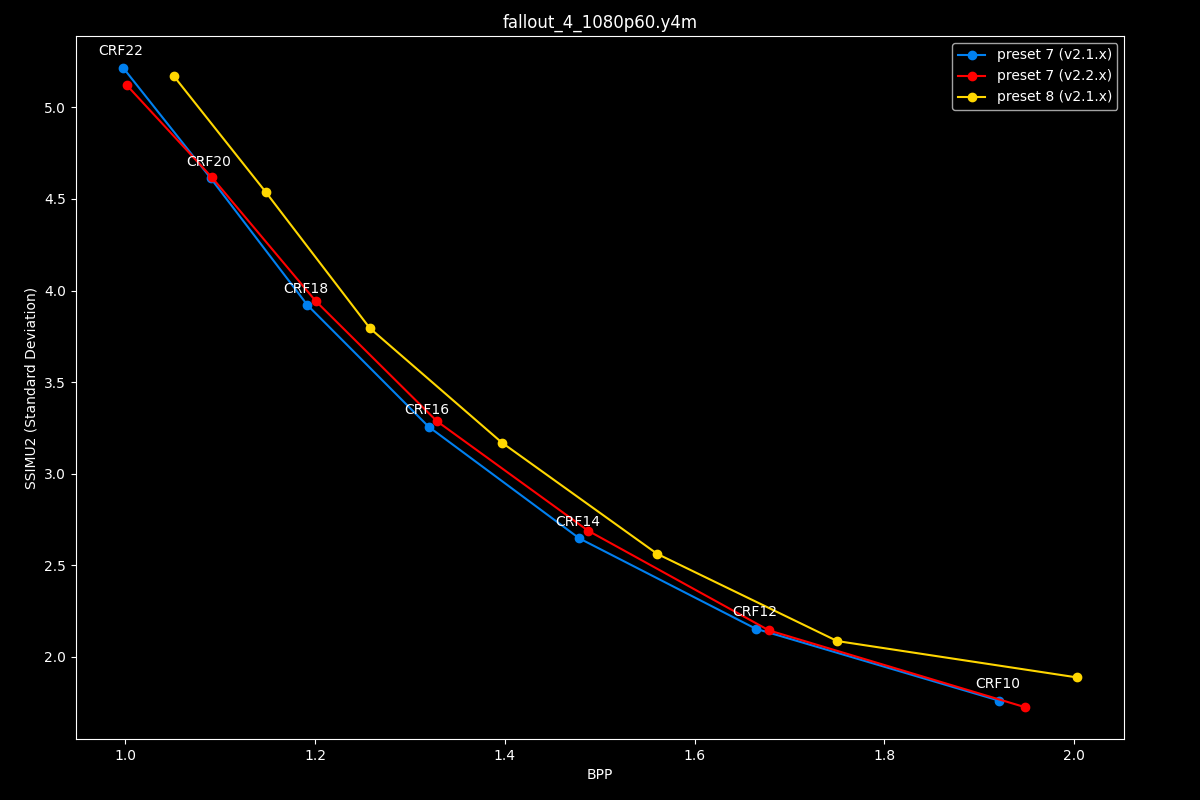 fallout_4_1080p60.y4m
preset 7 (v2.1.x)
preset 7 (v2.2.x)
preset 8 (v2.1.x)
CRF22
CRF20
CRF18
CRF16
CRF14
CRF12
CRF10
SSIMU2 (Standard Deviation)
5.0
4.5
4.0
3.5
3.0
2.5
2.0
1.0 1.2 1.4 1.6 1.8 2.0
BPP